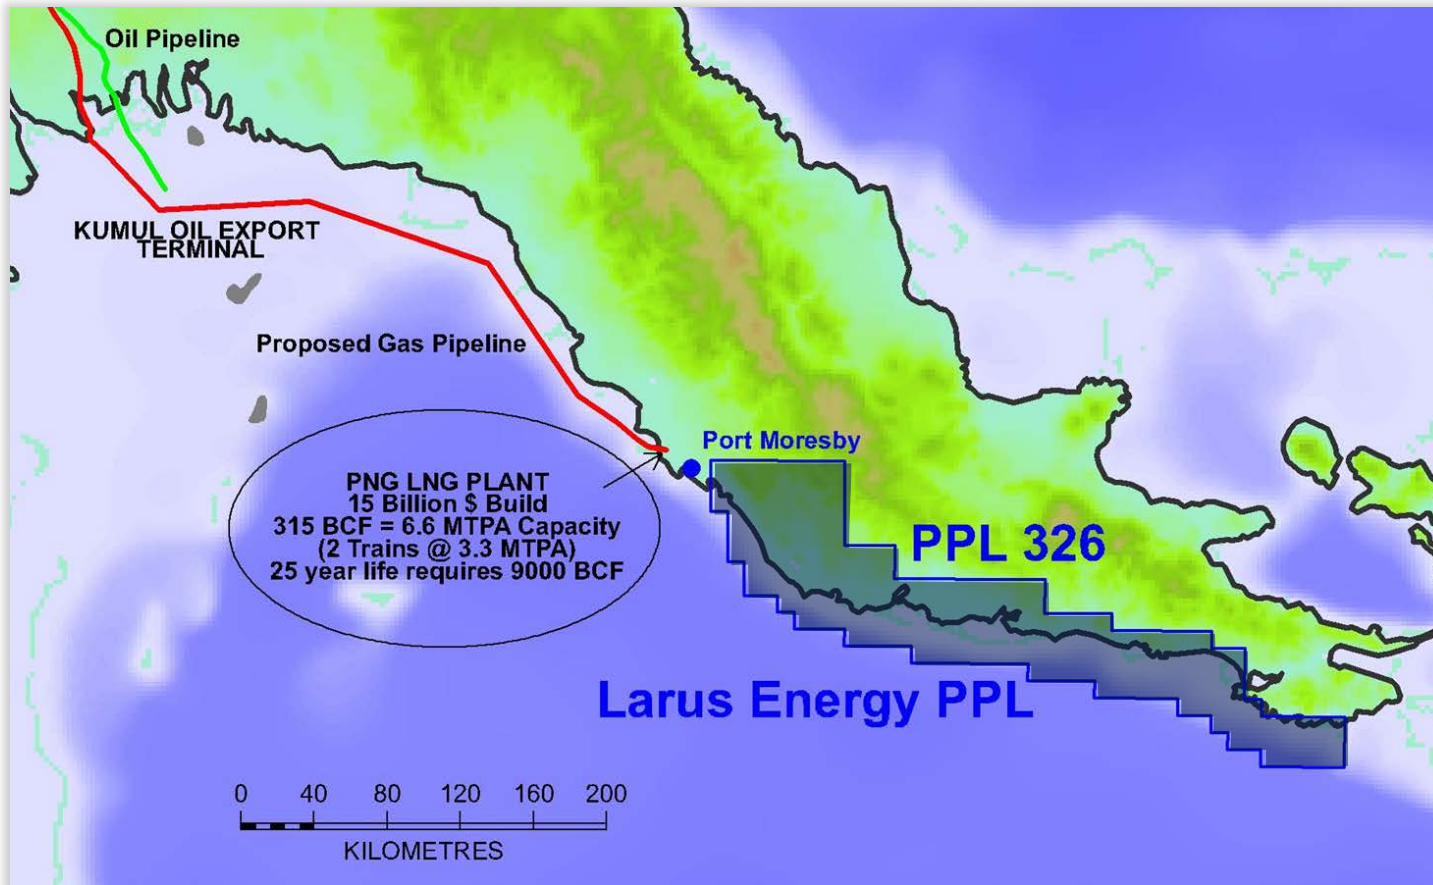 Oil Pipeline
KUMUL OIL EXPORT
TERMINAL
Proposed Gas Pipeline
Port Moresby
PNG LNG PLANT
15 Billion $ Build
315 BCF = 6.6 MTPA Capacity
(2 Trains @ 3.3 MTPA)
25 year life requires 9000 BCF
PPL 326
Larus Energy PPL
0 40 80 120 160 200
KILOMETRES